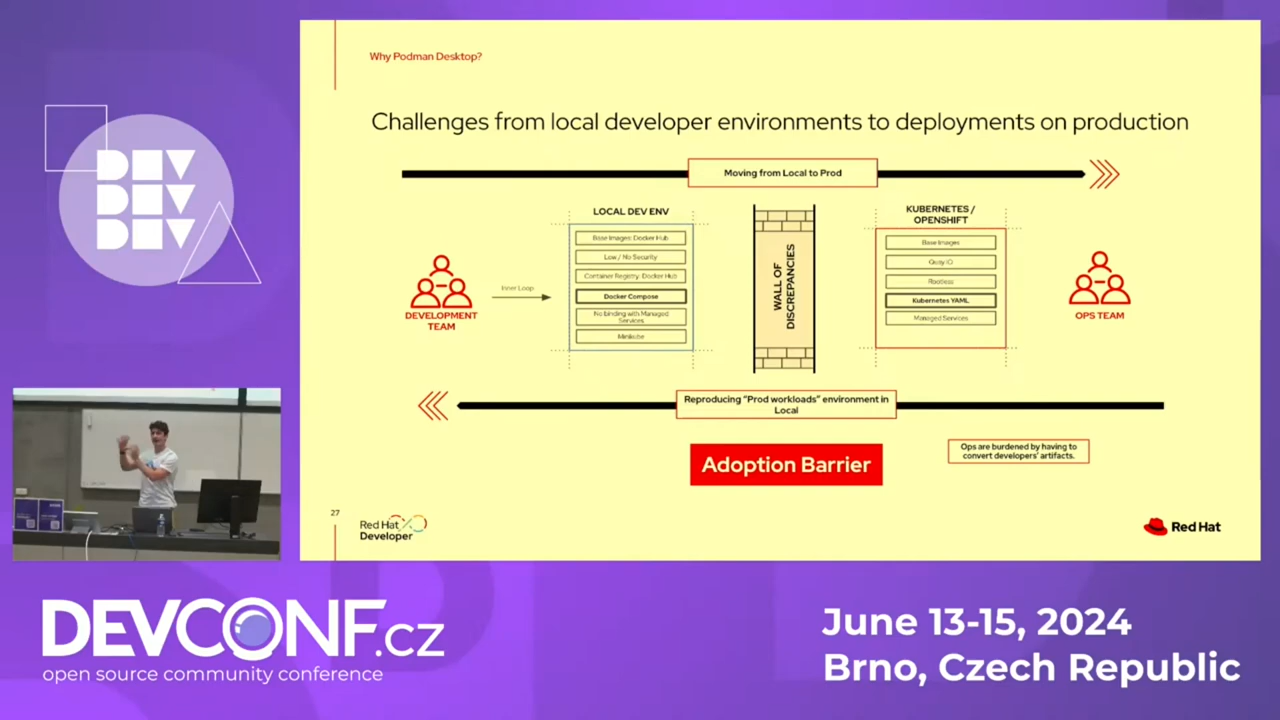 Why Podman Desktop?
Challenges from local developer environments to deployments on production
Moving from Local to Prod
LOCAL DEV ENV
Base Images: Docker Hub
Low / No Security
Container Registry: Docker Hub
Docker Compose
No binding with Managed
Services
Minikube
Inner Loop
DEVELOPMENT
TEAM
WALL OF
DISCREPANCIES
KUBERNETES /
OPENSHIFT
Base Images
Quay IO
Rootless
Kubernetes YAML
Managed Services
OPS TEAM
Reproducing “Prod workloads” environment in
Local
Adoption Barrier
Ops are burdened by having to
convert developers’ artifacts.
27
Red Hat
Developer
Red Hat
DEV
DEV
DEV
DEVCONF.cz
open source community conference
June 13-15, 2024
Brno, Czech Republic